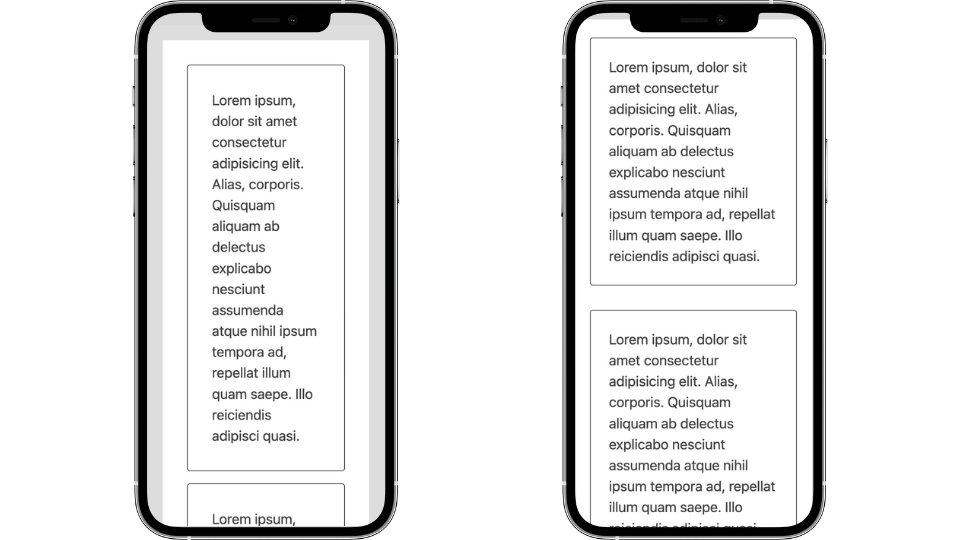 Lorem ipsum,
dolor sit amet
consectetur
adipisicing elit.
Alias, corporis.
Quisquam
aliquam ab
delectus
explicabo
nesciunt
assumenda
atque nihil ipsum
tempora ad,
repellat illum
quam saepe. Illo
reiciendis
adipisci quasi.
Lorem ipsum,
Lorem ipsum, dolor sit
amet consectetur
adipisicing elit. Alias,
corporis. Quisquam
aliquam ab delectus
explicabo nesciunt
assumenda atque nihil
ipsum tempora ad, repellat
illum quam saepe. Illo
reiciendis adipisci quasi.
Lorem ipsum, dolor sit
amet consectetur
adipisicing elit. Alias,
corporis. Quisquam
aliquam ab delectus
explicabo nesciunt
assumenda atque nihil
ipsum tempora ad, repellat
illum quam saepe. Illo
reiciendis adipisci quasi.